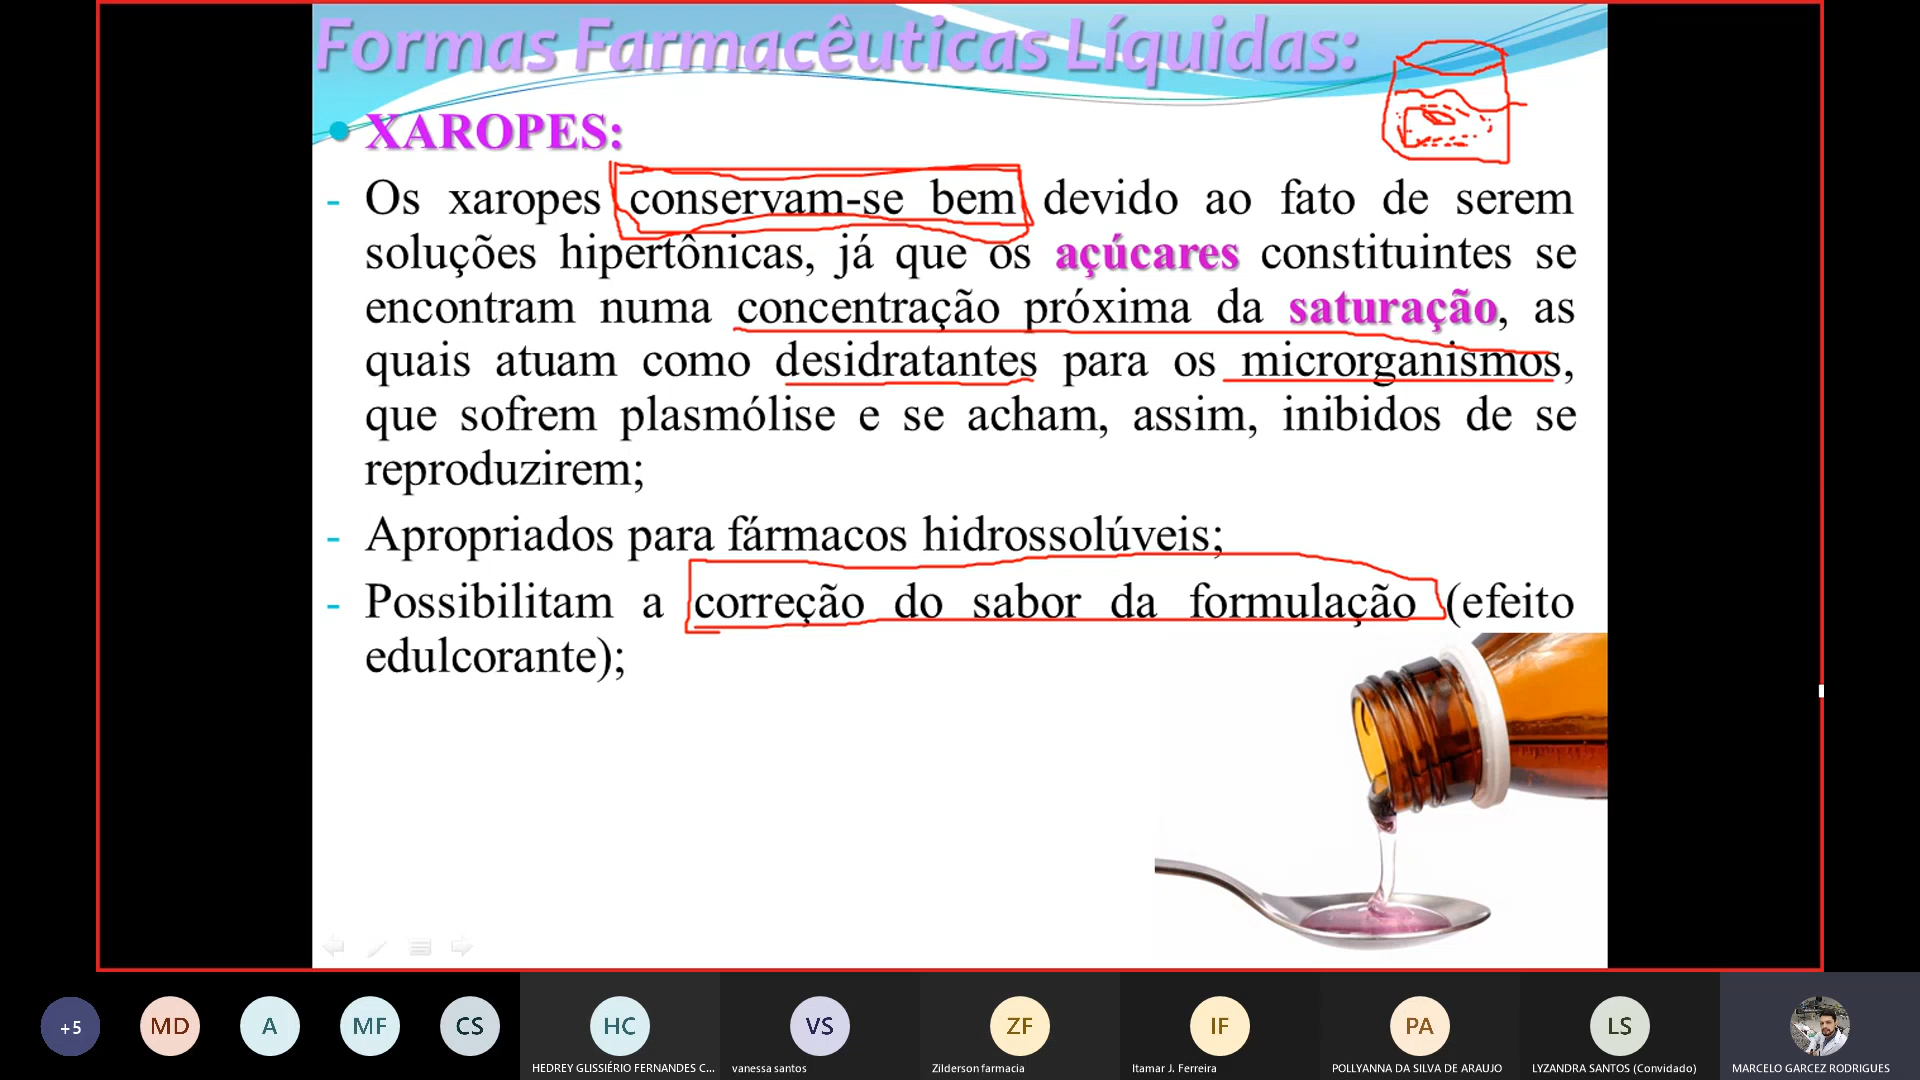 Formas Farmacêuticas Líquidas:
XAROPES:
- Os xaropes conservam-se bem devido ao fato de serem
soluções hipertônicas, já que os açúcares constituintes se
encontram numa concentração próxima da saturação, as
quais atuam como desidratantes para os microrganismos,
que sofrem plasmólise e se acham, assim, inibidos de se
reproduzirem;
- Apropriados para fármacos hidrossolúveis;
- Possibilitam a correção do sabor da formulação (efeito
edulcorante);
+5 MD A MF CS HC VS ZF IF PA LS
HEDREY GLISSIÉRIO FERNANDES C... vanessa santos Zilderson farmacia Itamar J. Ferreira POLLYANNA DA SILVA DE ARAUJO LYZANDRA SANTOS (Convidado) MARCELO GARCEZ RODRIGUES